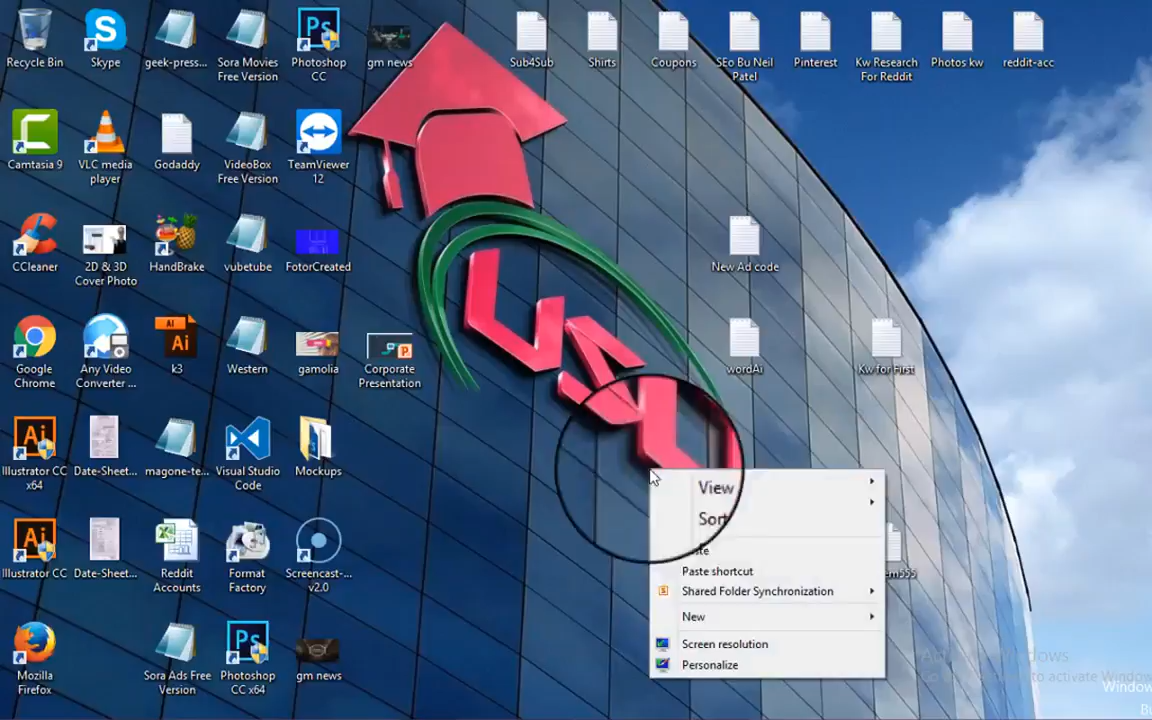 Recycle Bin
Skype
geek-press...
Sora Movies
Free Version
Photoshop
CC
gm news
Sub4Sub
Shirts
Coupons
SEo Bu Neil
Patel
Pinterest
Kw Research
For Reddit
Photos kw
reddit-acc
Camtasia 9
VLC media
player
Godaddy
VideoBox
Free Version
TeamViewer
12
CCleaner
2D & 3D
Cover Photo
HandBrake
vubetube
FotorCreated
New Ad code
Google
Chrome
Any Video
Converter ...
k3
Western
gamolia
Corporate
Presentation
wordAi
Kw for First
Illustrator CC
x64
Date-Sheet...
magone-te...
Visual Studio
Code
Mockups
View
Sort
Paste shortcut
Shared Folder Synchronization
New
Screen resolution
Personalize
Illustrator CC
Date-Sheet...
Reddit
Accounts
Format
Factory
Screencast-...
v2.0
Mozilla
Firefox
Sora Ads Free
Version
Photoshop
CC x64
gm news